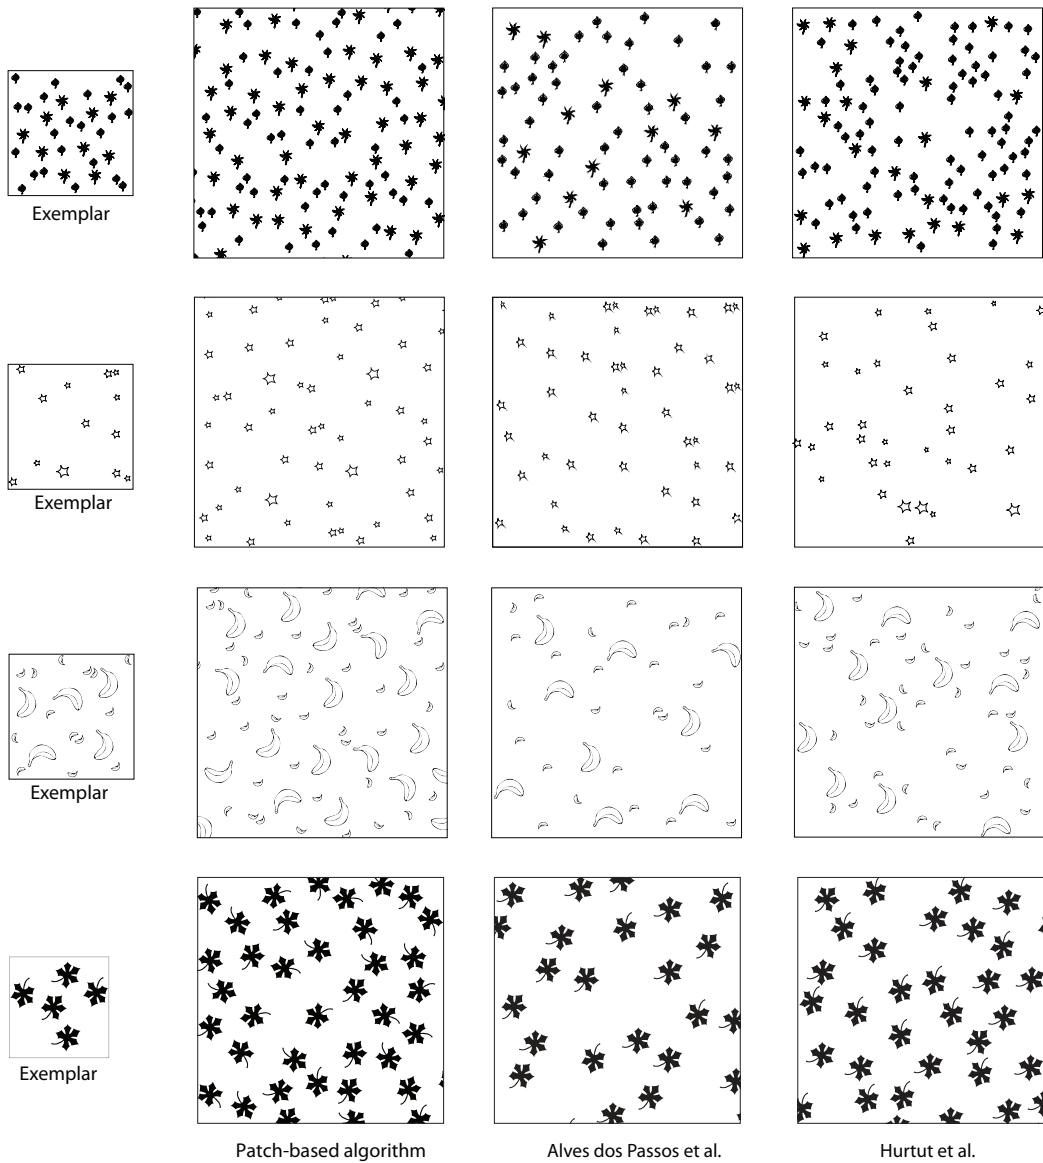 Exemplar
Exemplar
Exemplar
Exemplar
Patch-based algorithm
Alves dos Passos et al.
Hurtut et al.